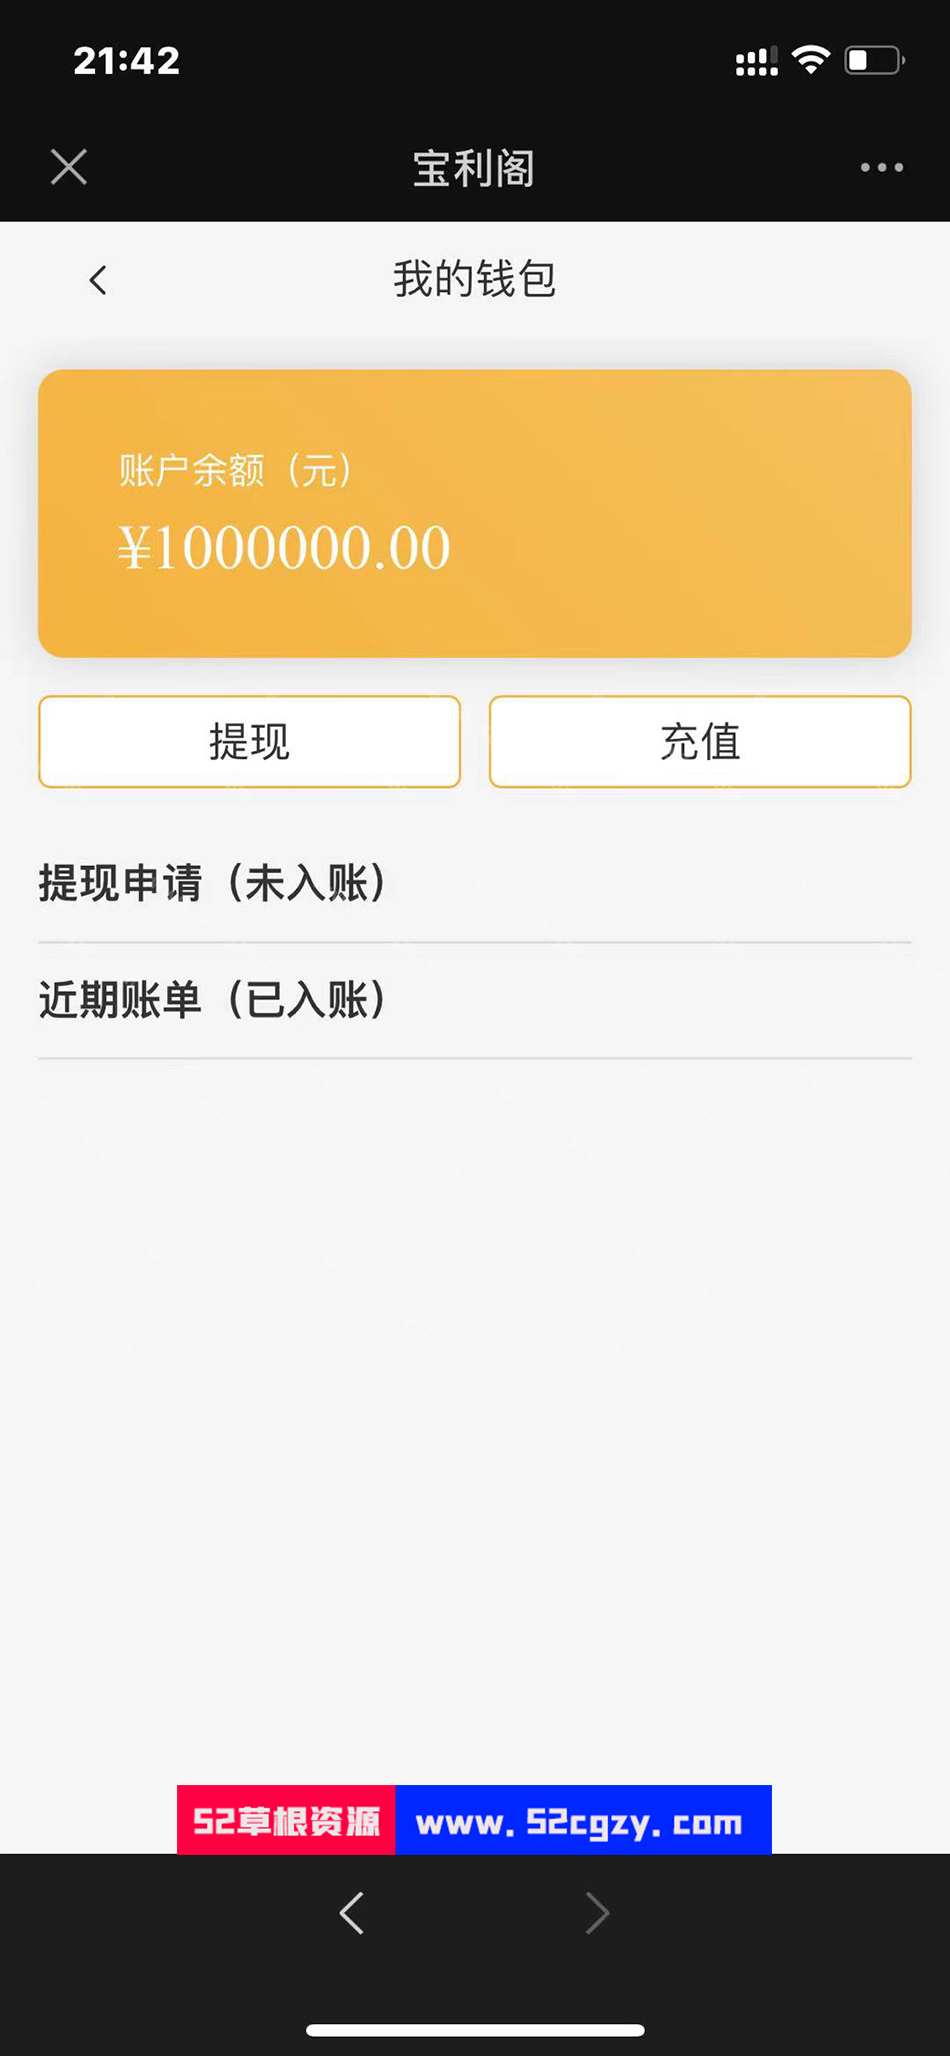 21:42
宝利阁
我的钱包
账户余额（元）
¥1000000.00
提现
充值
提现申请（未入账）
近期账单（已入账）
52草根资源 www.52cgzy.com